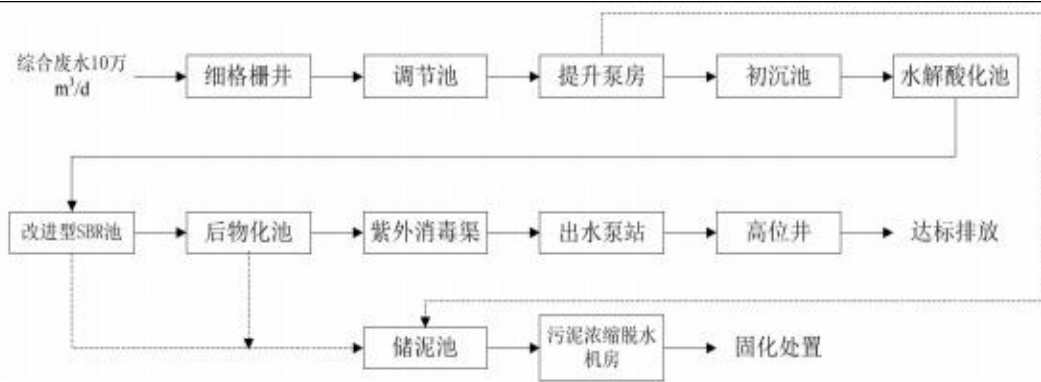 综合废水10万
m³/d
细格栅井
调节池
提升泵房
初沉池
水解酸化池
改进型SBR池
后物化池
紫外消毒渠
出水泵站
高位井
达标排放
储泥池
污泥浓缩脱水
机房
固化处置